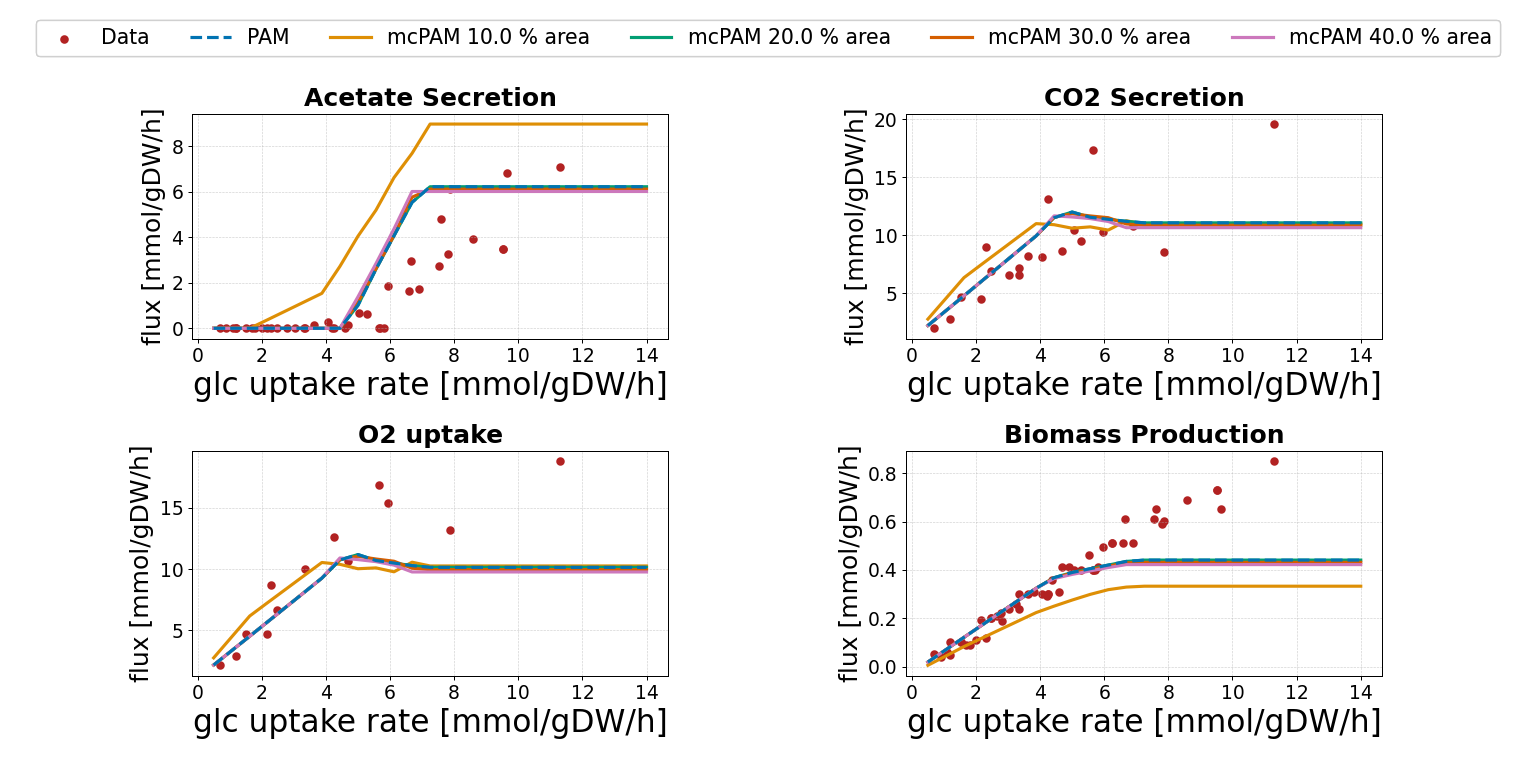 Data PAM mcPAM 10.0 % area mcPAM 20.0 % area mcPAM 30.0 % area mcPAM 40.0 % area
Acetate Secretion
flux [mmol/gDW/h]
8
6
4
2
0
0 2 4 6 8 10 12 14
glc uptake rate [mmol/gDW/h]
CO2 Secretion
flux [mmol/gDW/h]
20
15
10
5
0 2 4 6 8 10 12 14
glc uptake rate [mmol/gDW/h]
O2 uptake
flux [mmol/gDW/h]
15
10
5
0 2 4 6 8 10 12 14
glc uptake rate [mmol/gDW/h]
Biomass Production
flux [mmol/gDW/h]
0.8
0.6
0.4
0.2
0.0
0 2 4 6 8 10 12 14
glc uptake rate [mmol/gDW/h]